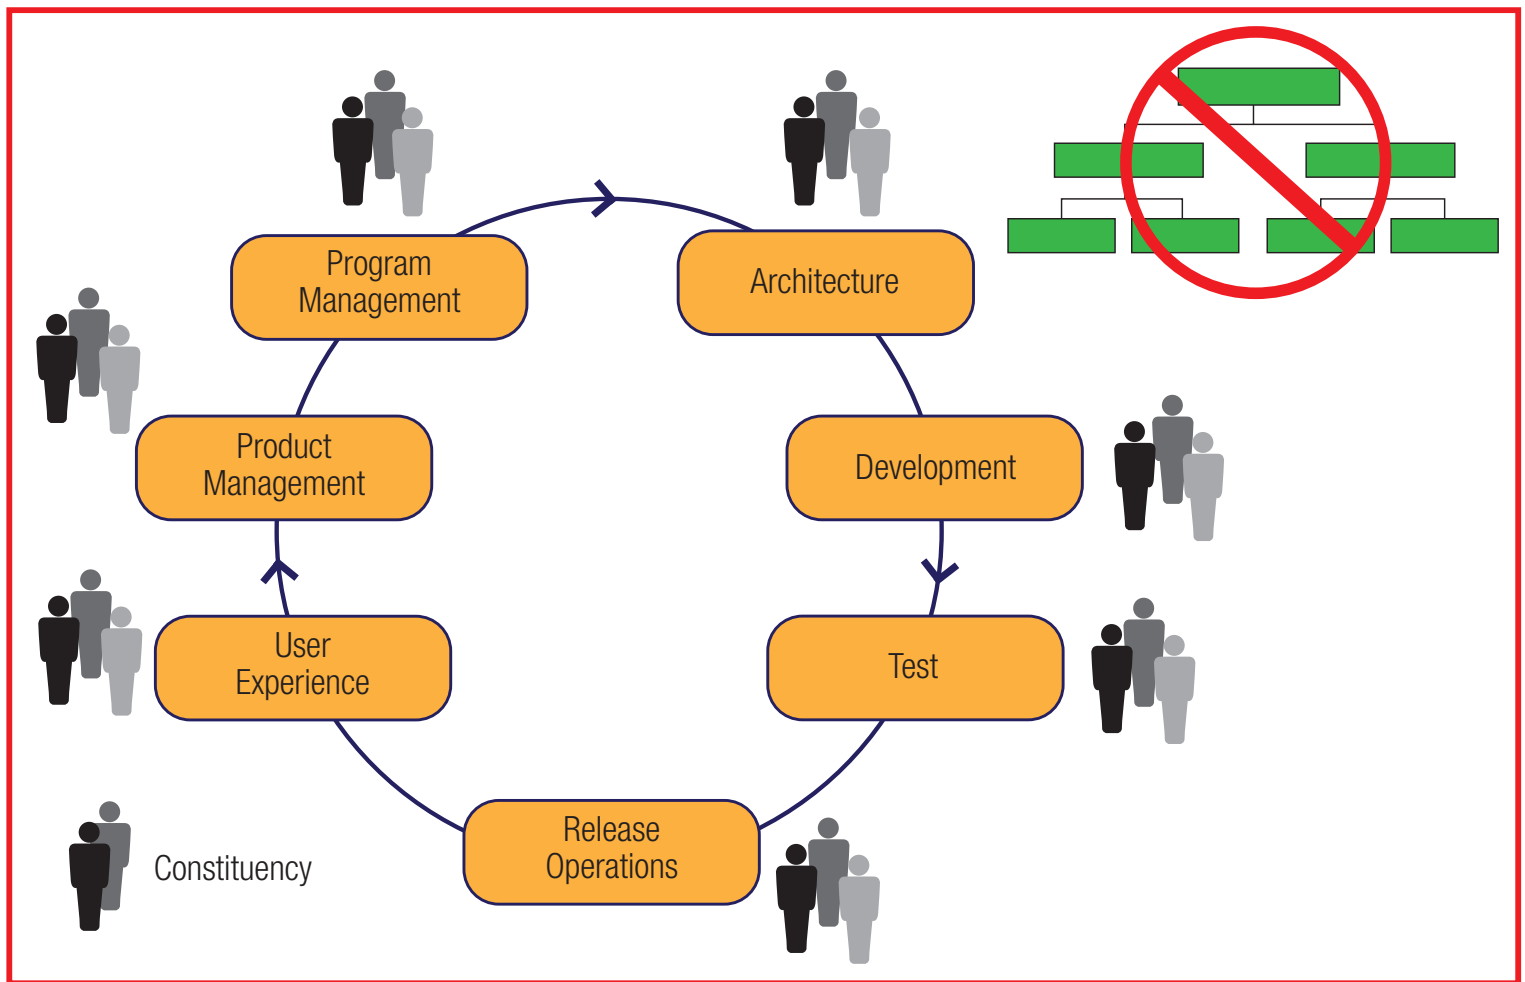 Program
Management
Architecture
Product
Management
Development
User
Experience
Test
Release
Operations
Constituency